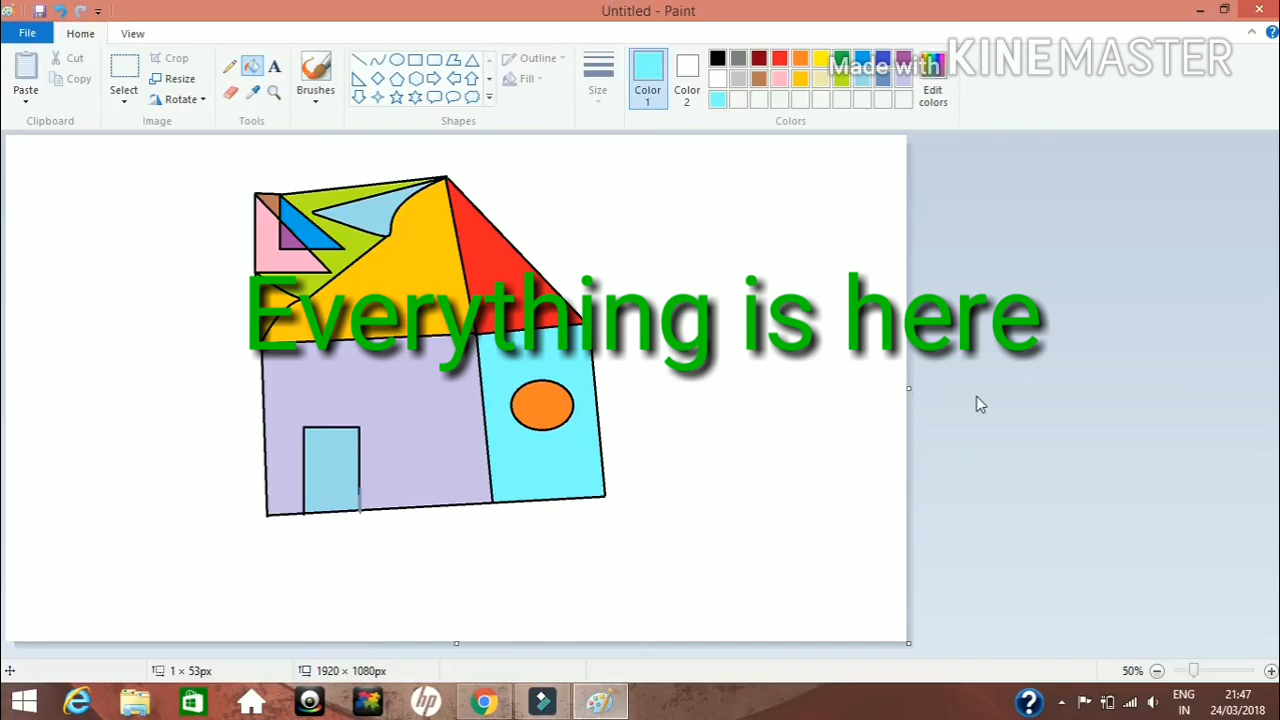 Untitled - Paint
File
Home
View
Paste
Cut
Copy
Clipboard
Select
Crop
Resize
Rotate
Image
A
Tools
Brushes
Outline
Fill
Shapes
Size
Color 1
Color 2
Edit colors
Colors
Made with KINEMASTER
Everything is here
1 × 53px
1920 × 1080px
50%
hp
ENG
IN
21:47
24/03/2018